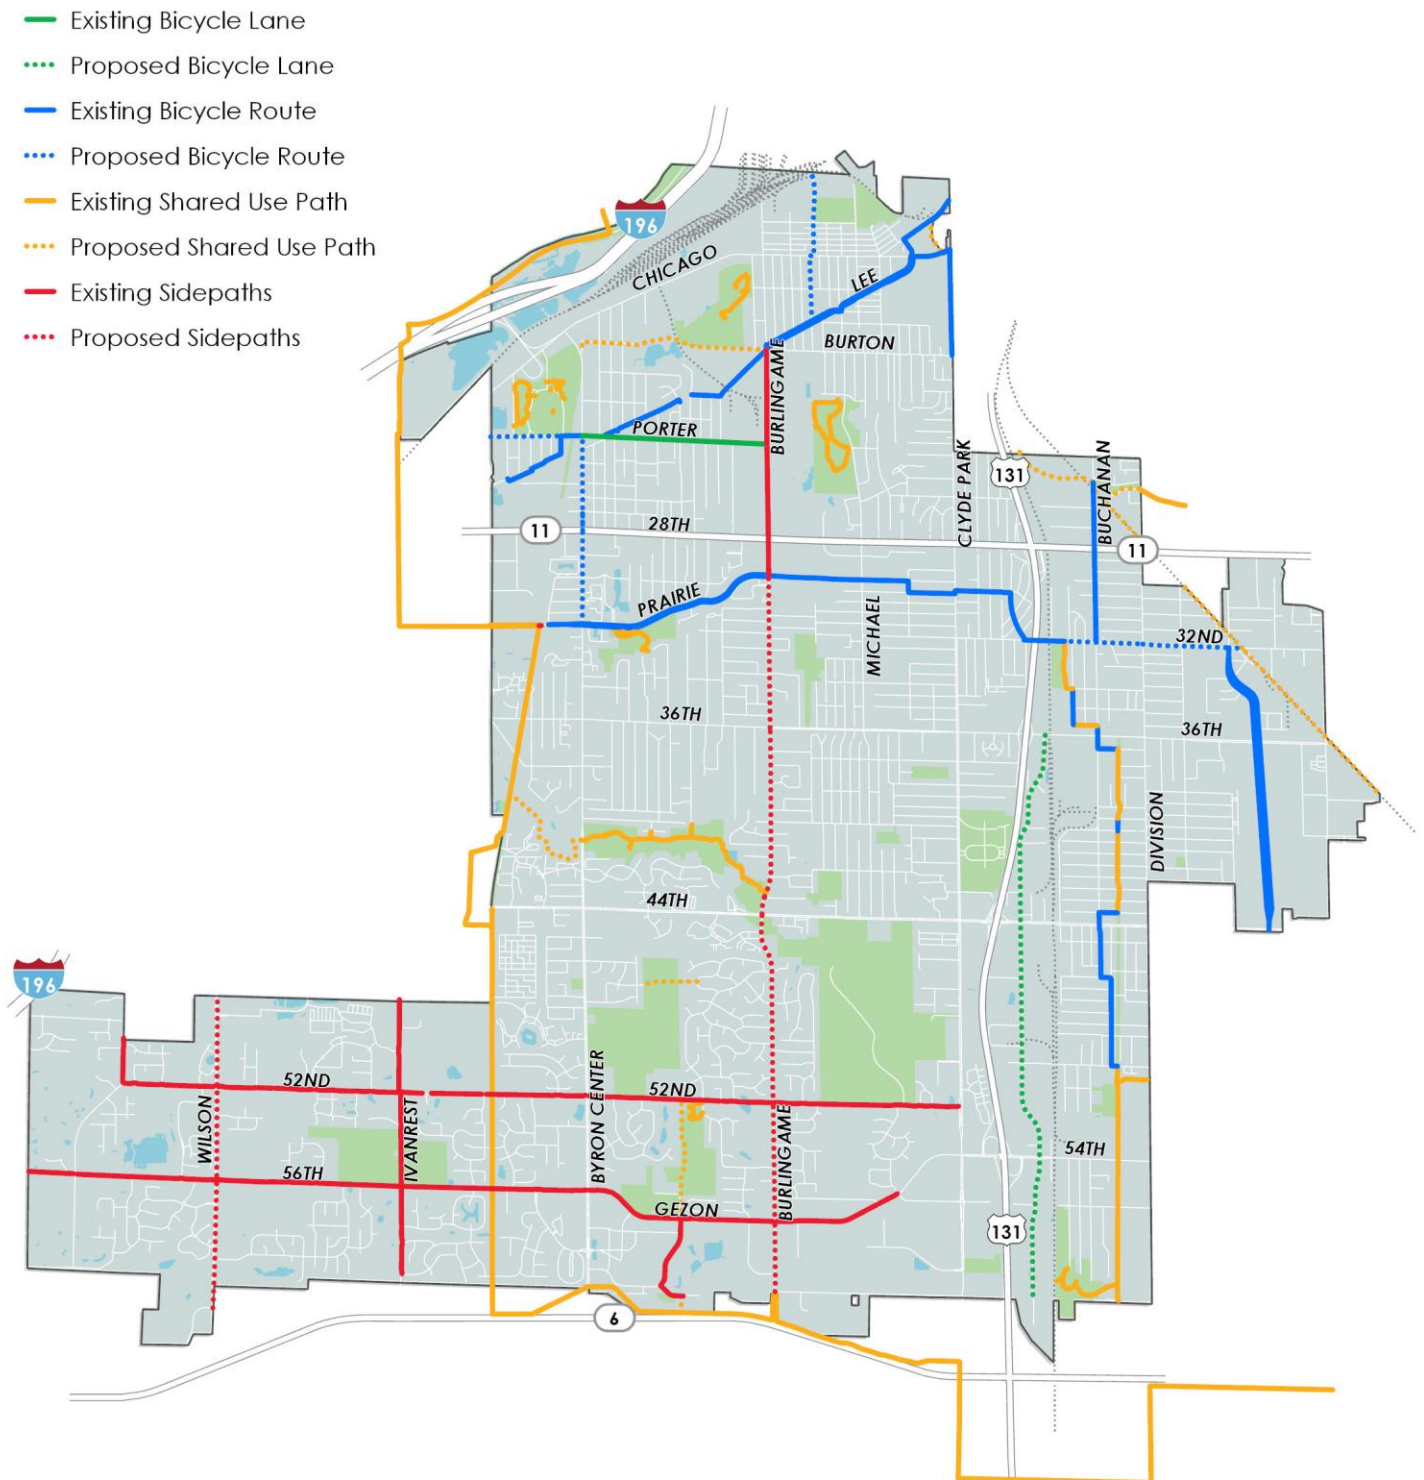 Existing Bicycle Lane
Proposed Bicycle Lane
Existing Bicycle Route
Proposed Bicycle Route
Existing Shared Use Path
Proposed Shared Use Path
Existing Sidepaths
Proposed Sidepaths
196
CHICAGO
LEE
BURTON
BURLINGAME
PORTER
CLYDE PARK
131
BUCHANAN
11
28TH
11
PRAIRIE
MICHAEL
32ND
36TH
36TH
DIVISION
44TH
196
52ND
52ND
WILSON
IVANREST
BYRON CENTER
BURLINGAME
54TH
56TH
GEZON
131
6